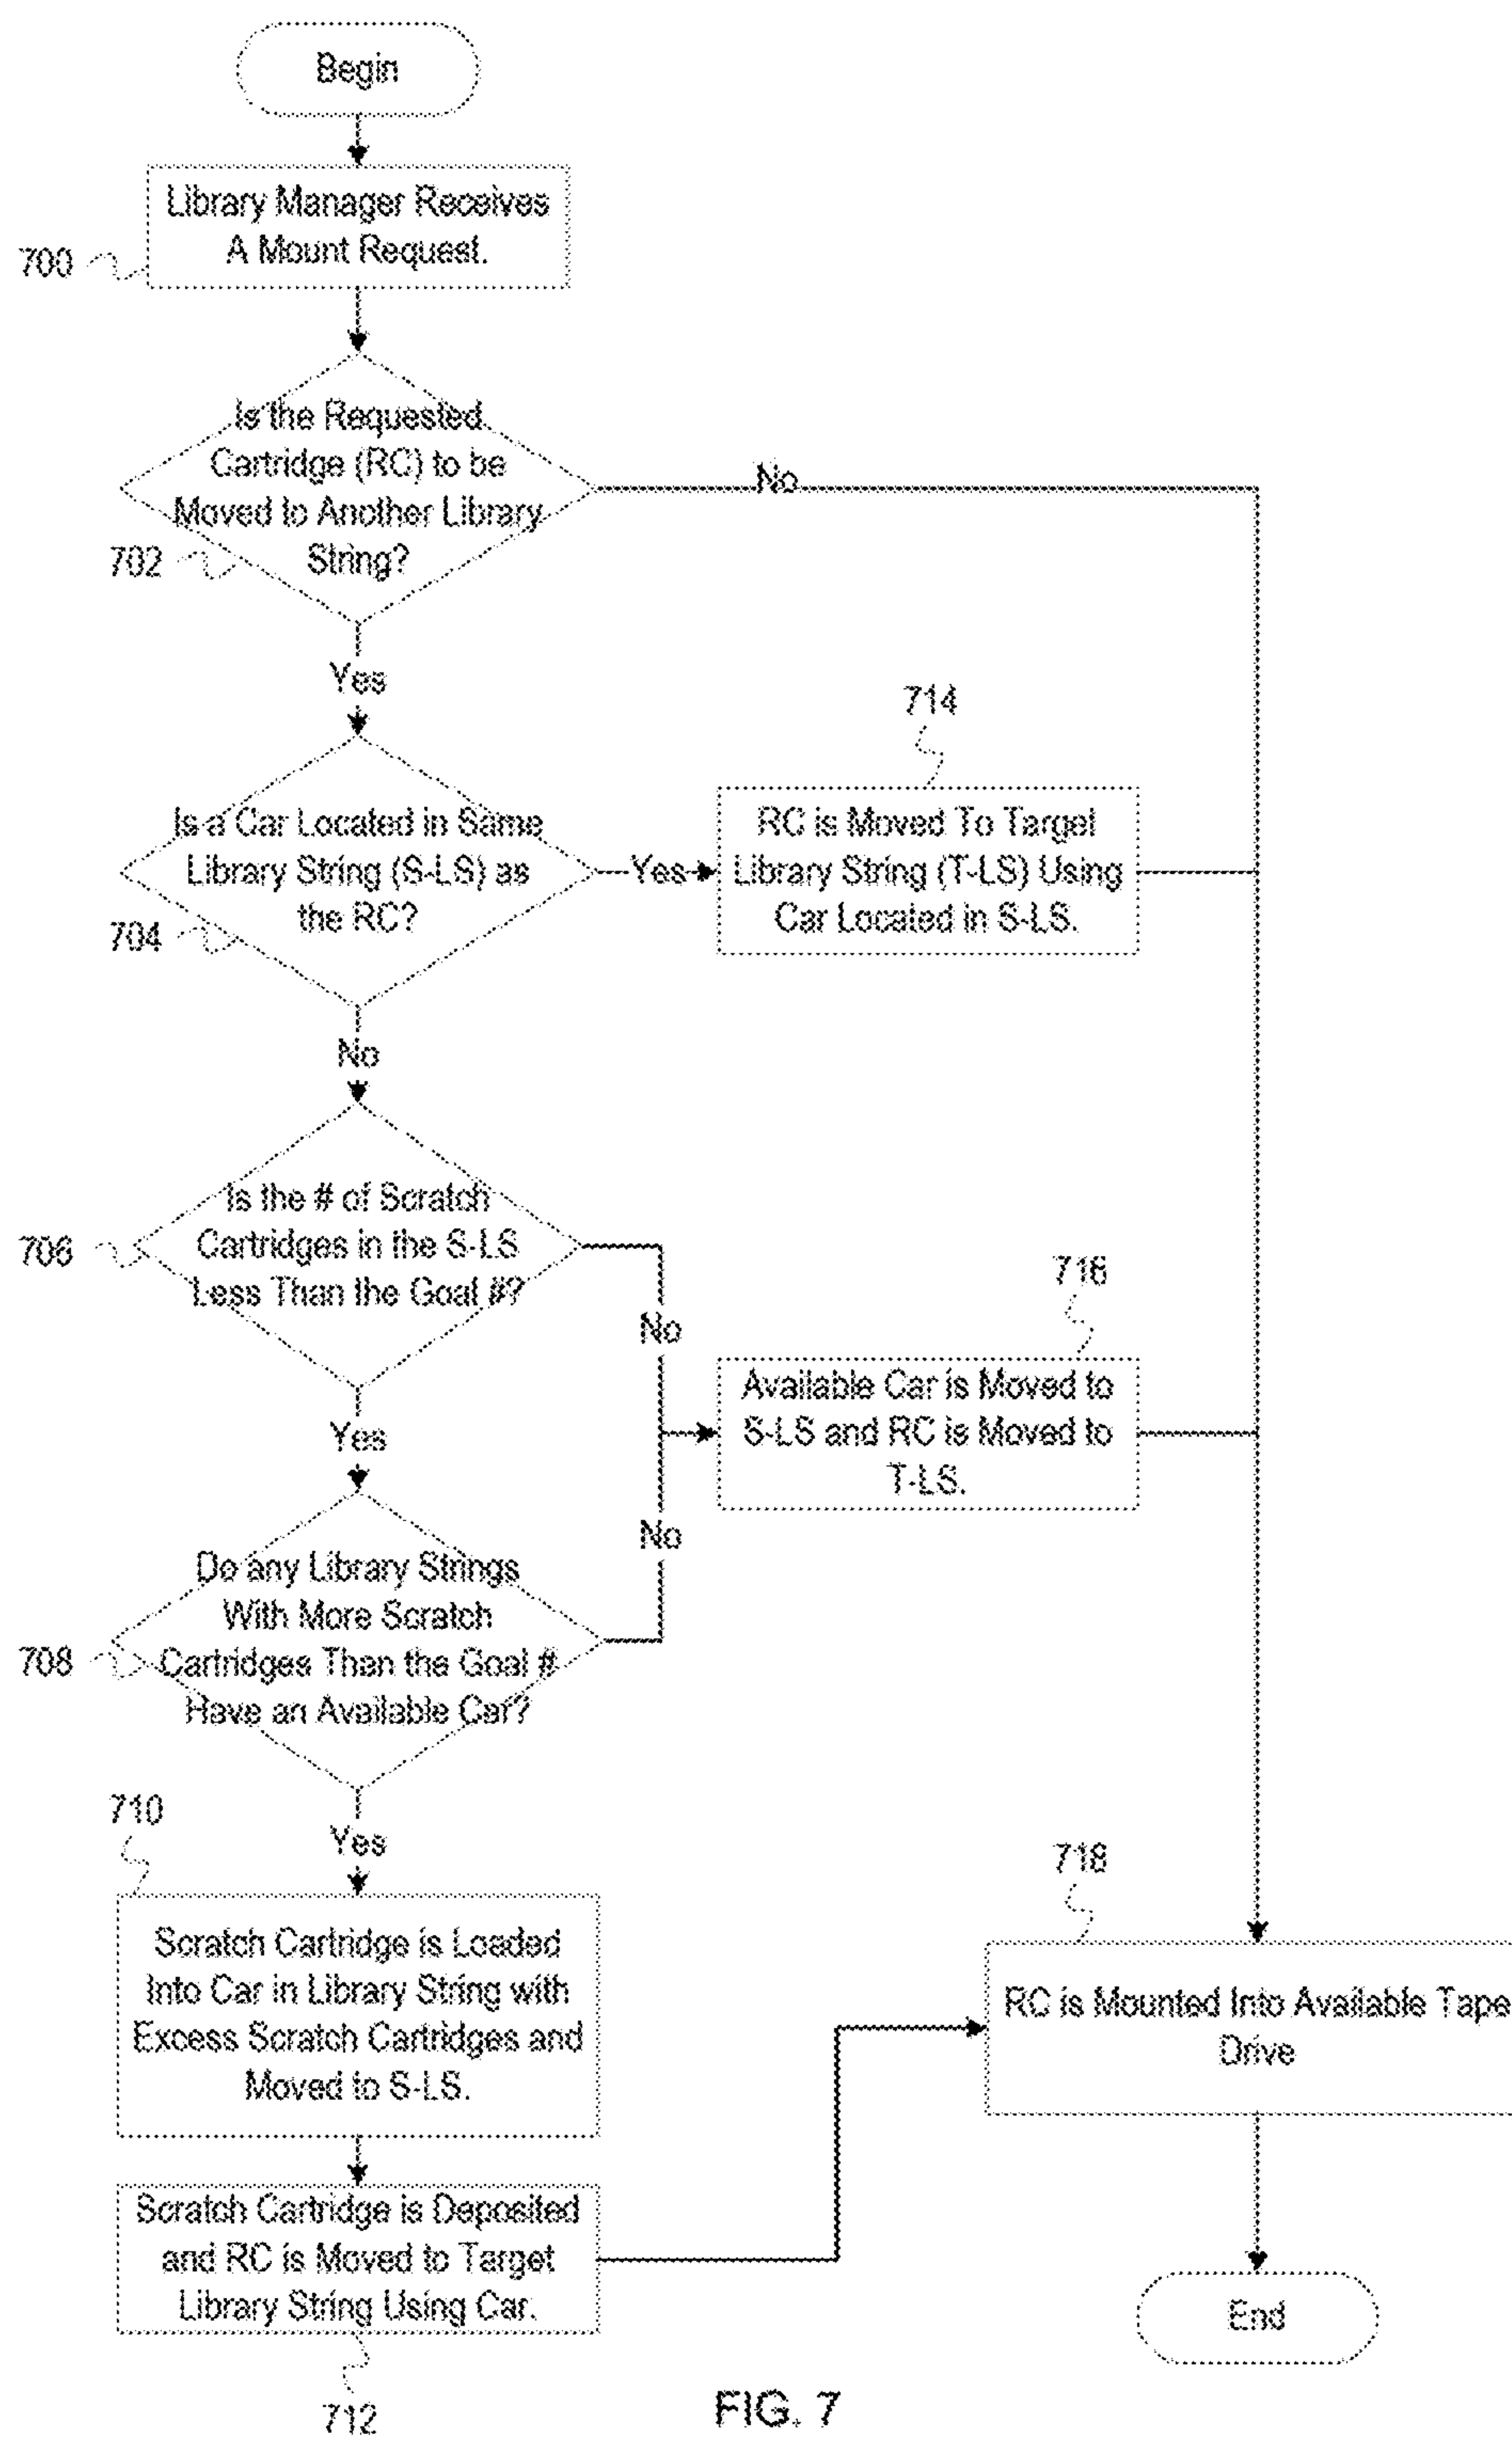 Begin
Library Manager Receives
A Mount Request.
700
Is the Requested
Cartridge (RC) to be
Moved to Another Library
String?
702
No
Yes
714
Is a Car Located in Same
Library String (S-LS) as
the RC?
704
Yes
RC is Moved To Target
Library String (T-LS) Using
Car Located in S-LS.
No
Is the # of Scratch
Cartridges in the S-LS
Less Than the Goal #?
706
No
716
Available Car is Moved to
S-LS and RC is Moved to
T-LS.
Yes
No
Do any Library Strings
With More Scratch
Cartridges Than the Goal #
Have an Available Car?
708
710
Yes
718
Scratch Cartridge is Loaded
Into Car in Library String with
Excess Scratch Cartridges and
Moved to S-LS.
RC is Mounted Into Available Tape
Drive
Scratch Cartridge is Deposited
and RC is Moved to Target
Library String Using Car.
End
712
FIG. 7